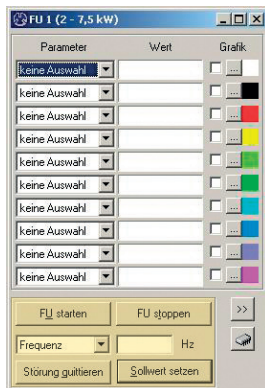 FU 1 (2 - 7,5 kW)
Parameter Wert Grafik
keine Auswahl ...
keine Auswahl ...
keine Auswahl ...
keine Auswahl ...
keine Auswahl ...
keine Auswahl ...
keine Auswahl ...
keine Auswahl ...
keine Auswahl ...
keine Auswahl ...
FU starten FU stoppen >>
Frequenz Hz
Störung guittieren Sollwert setzen